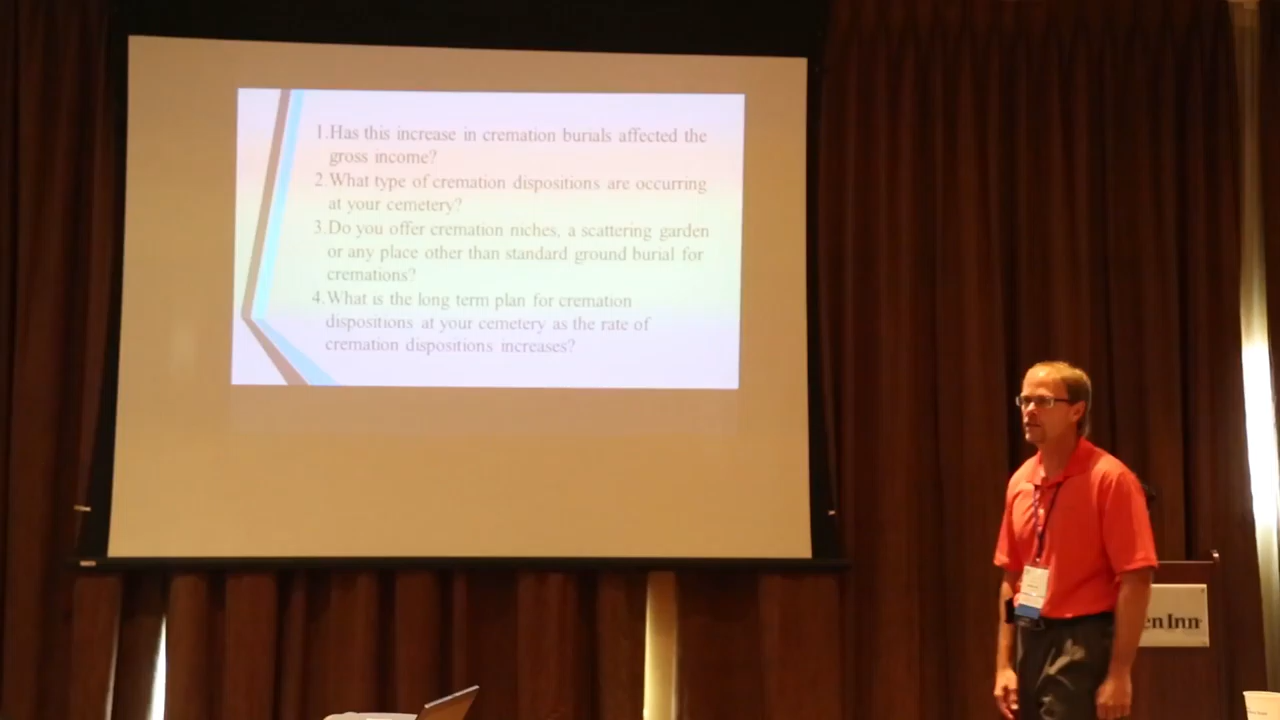 1.Has this increase in cremation burials affected the
gross income?
2.What type of cremation dispositions are occurring
at your cemetery?
3.Do you offer cremation niches, a scattering garden
or any place other than standard ground burial for
cremations?
4.What is the long term plan for cremation
dispositions at your cemetery as the rate of
cremation dispositions increases?
en Inn